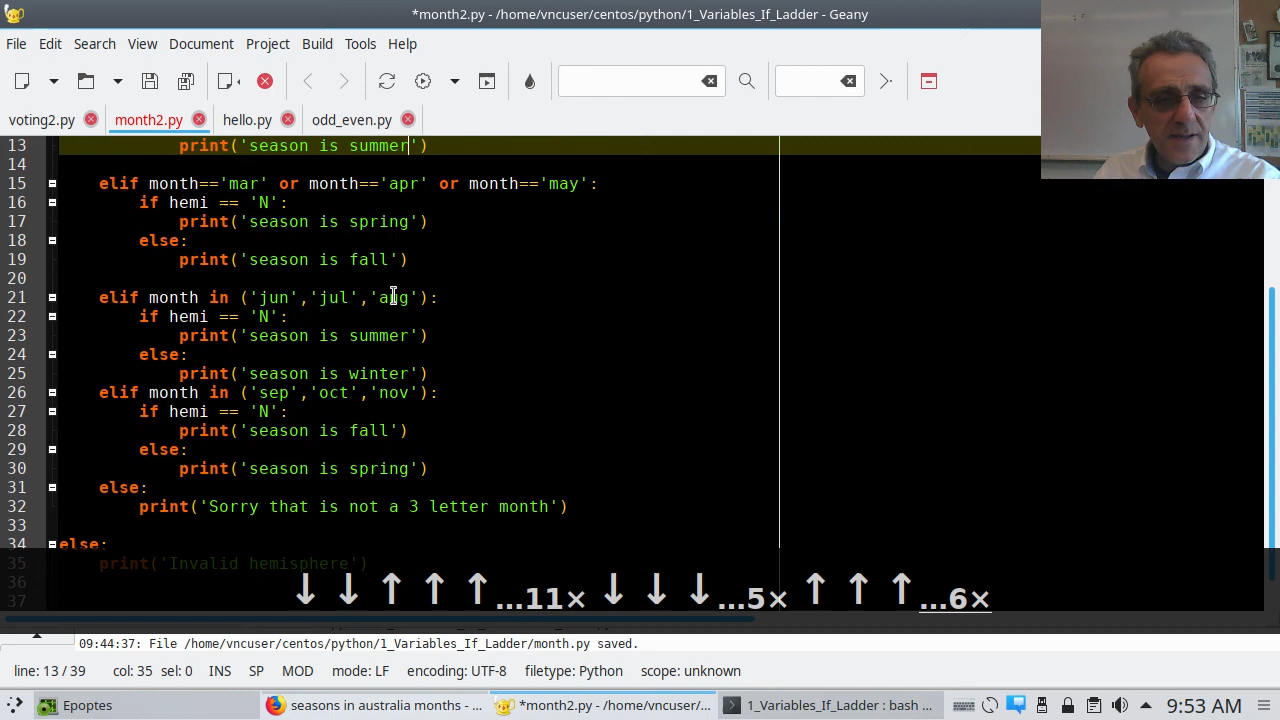 *month2.py - /home/vncuser/centos/python/1_Variables_If_Ladder - Geany
File Edit Search View Document Project Build Tools Help
voting2.py month2.py hello.py odd_even.py
13 print('season is summer')
14
15 elif month=='mar' or month=='apr' or month=='may':
16 if hemi == 'N':
17 print('season is spring')
18 else:
19 print('season is fall')
20
21 elif month in ('jun','jul','aug'):
22 if hemi == 'N':
23 print('season is summer')
24 else:
25 print('season is winter')
26 elif month in ('sep','oct','nov'):
27 if hemi == 'N':
28 print('season is fall')
29 else:
30 print('season is spring')
31 else:
32 print('Sorry that is not a 3 letter month')
33
34 else:
35 print('Invalid hemisphere')
36
37
↓ ↓ ↑ ↑ ↑ ...11× ↓ ↓ ↓ ...5× ↑ ↑ ↑ ...6×
09:44:37: File /home/vncuser/centos/python/1_Variables_If_Ladder/month.py saved.
line: 13 / 39 col: 35 sel: 0 INS SP MOD mode: LF encoding: UTF-8 filetype: Python scope: unknown
Epoptes seasons in australia months - ... *month2.py - /home/vncuser/... 1_Variables_If_Ladder : bash ... 9:53 AM